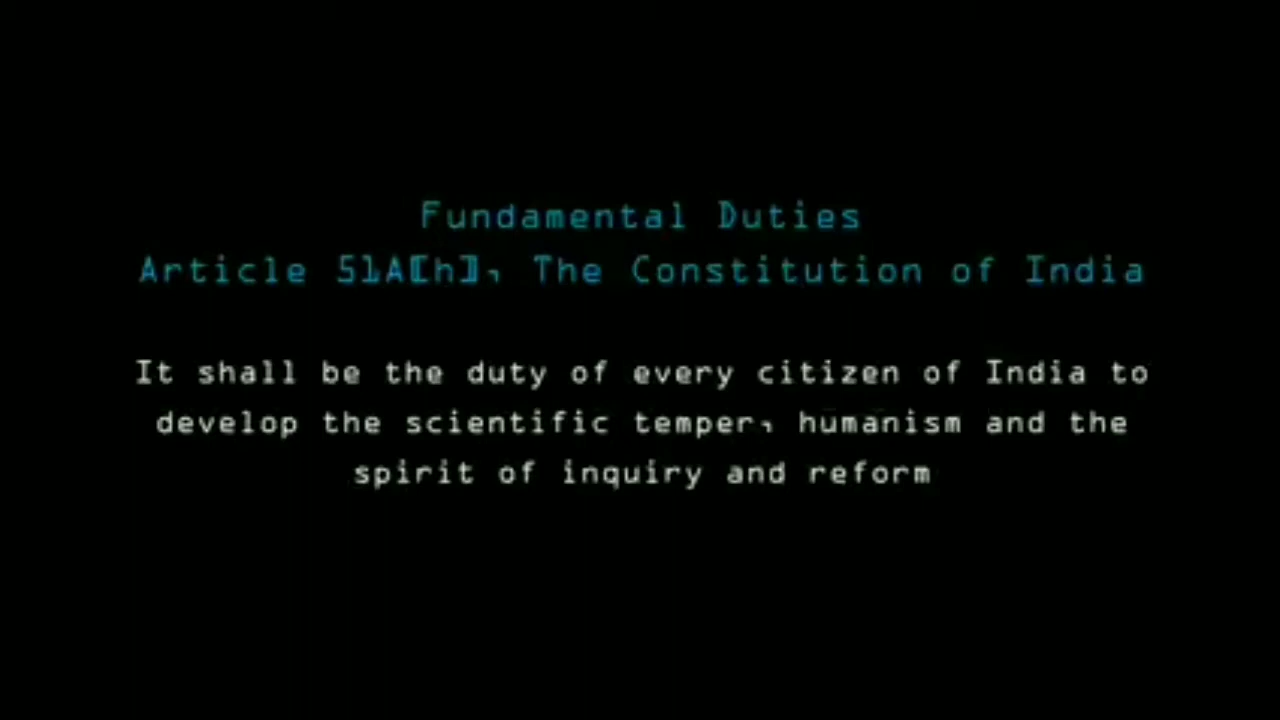 Fundamental Duties
Article 51A[h], The Constitution of India
It shall be the duty of every citizen of India to
develop the scientific temper, humanism and the
spirit of inquiry and reform